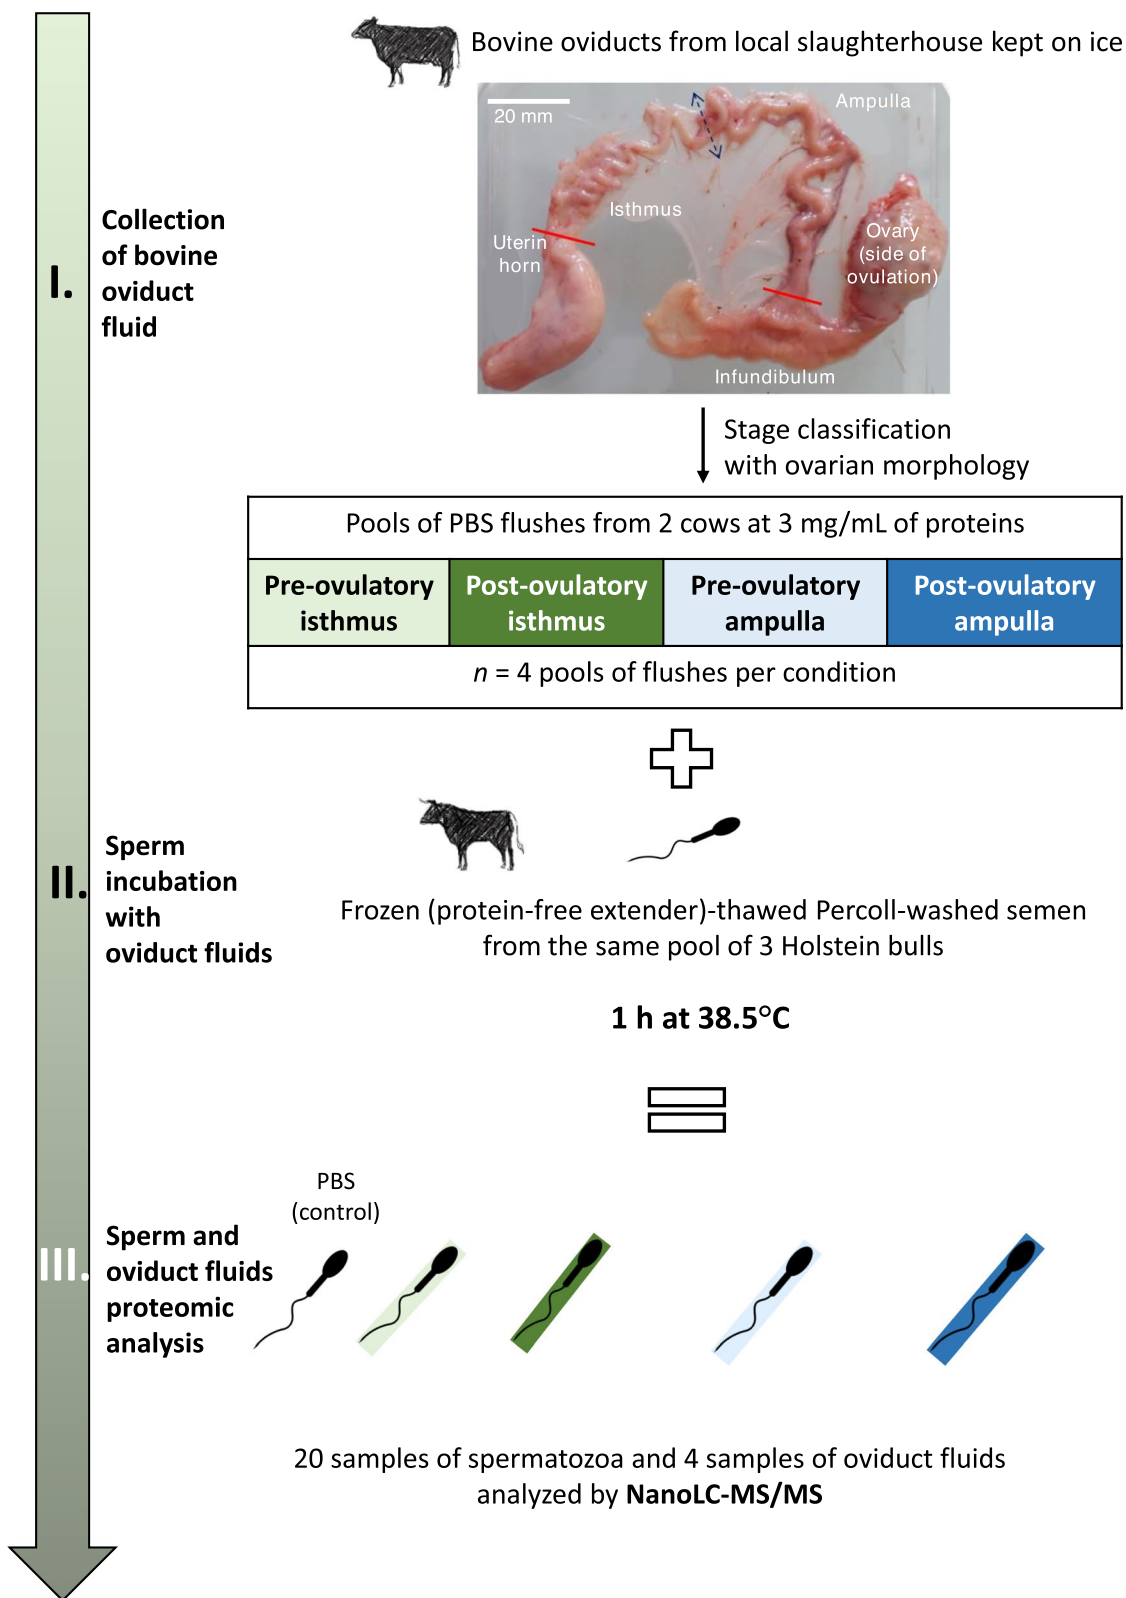 Bovine oviducts from local slaughterhouse kept on ice
20 mm
Ampulla
Isthmus
Uterin
horn
Ovary
(side of
ovulation)
Infundibulum
I.
Collection
of bovine
oviduct
fluid
Stage classification
with ovarian morphology
Pools of PBS flushes from 2 cows at 3 mg/mL of proteins
Pre-ovulatory
isthmus
Post-ovulatory
isthmus
Pre-ovulatory
ampulla
Post-ovulatory
ampulla
n = 4 pools of flushes per condition
II.
Sperm
incubation
with
oviduct fluids
Frozen (protein-free extender)-thawed Percoll-washed semen
from the same pool of 3 Holstein bulls
1 h at 38.5°C
III.
Sperm and
oviduct fluids
proteomic
analysis
PBS
(control)
20 samples of spermatozoa and 4 samples of oviduct fluids
analyzed by NanoLC-MS/MS